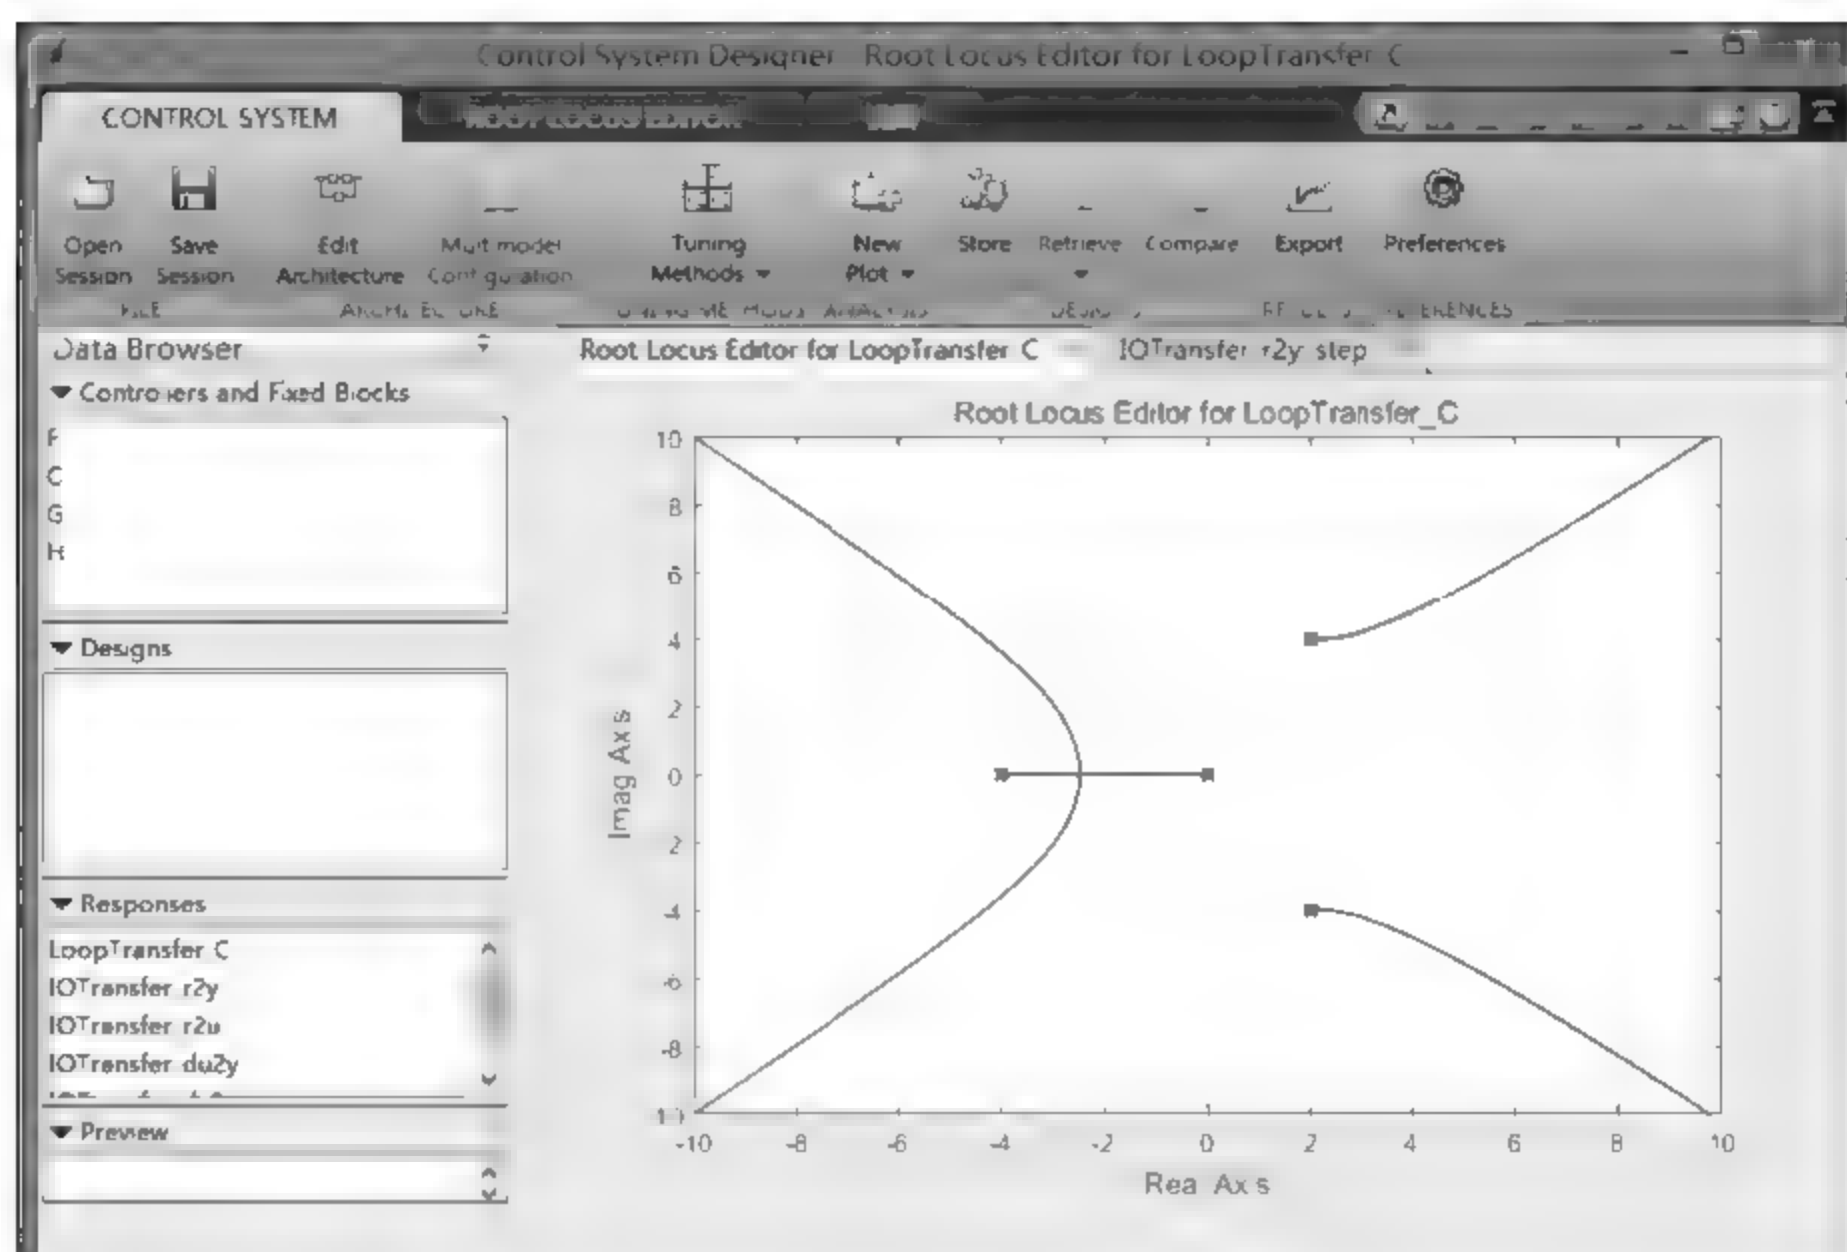 Control System Designer Root Locus Editor for LoopTransfer C
CONTROL SYSTEM
Open Session
Save Session
Edit Architecture
Tuning Methods
New Plot
Store
Retrieve
Compare
Export
Preferences
FILE
Data Browser
Root Locus Editor for LoopTransfer C
IOTransfer r2y step
Controllers and Fixed Blocks
F
C
G
H
Designs
Responses
LoopTransfer C
IOTransfer r2y
IOTransfer r2u
IOTransfer du2y
Preview
Root Locus Editor for LoopTransfer_C
10
8
6
4
2
0
2
-4
-6
-8
Imag Axis
-10 -8 -6 -4 -2 0 2 4 6 8 10
Real Axis